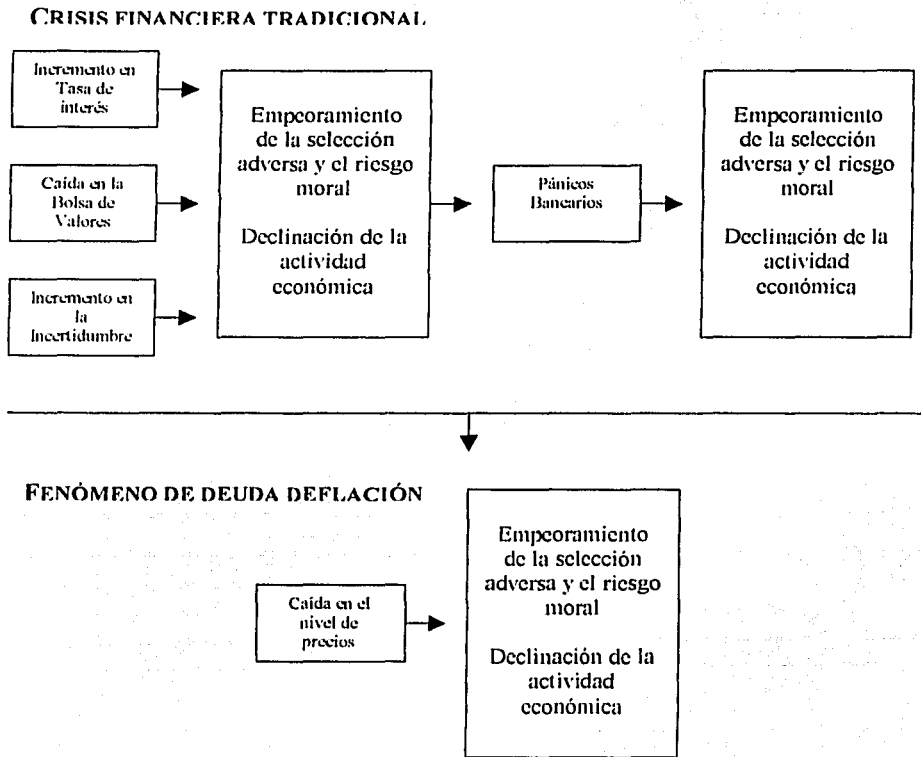 CRISIS FINANCIERA TRADICIONAL
Incremento en
Tasa de
interés
Caída en la
Bolsa de
Valores
Incremento en
la
Incertidumbre
Empeoramiento
de la selección
adversa y el riesgo
moral
Declinación de la
actividad
económica
Pánicos
Bancarios
Empeoramiento
de la selección
adversa y el riesgo
moral
Declinación de la
actividad
económica
FENÓMENO DE DEUDA DEFLACIÓN
Caída en el
nivel de
precios
Empeoramiento
de la selección
adversa y el riesgo
moral
Declinación de la
actividad
económica